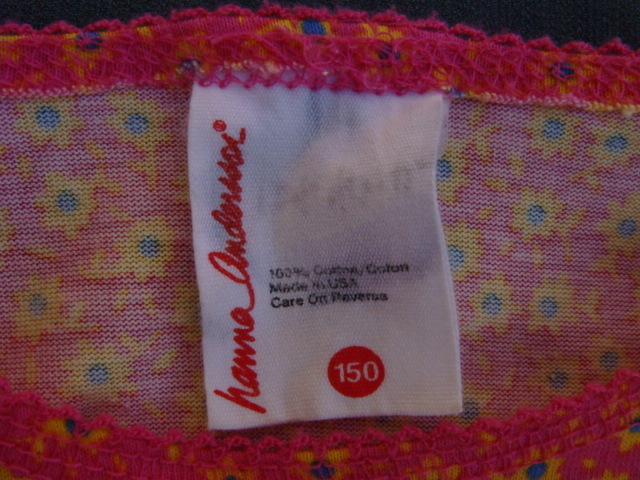 hanna Andersson®
100% Cotton/Coton
Made in USA
Care On Reverse
150